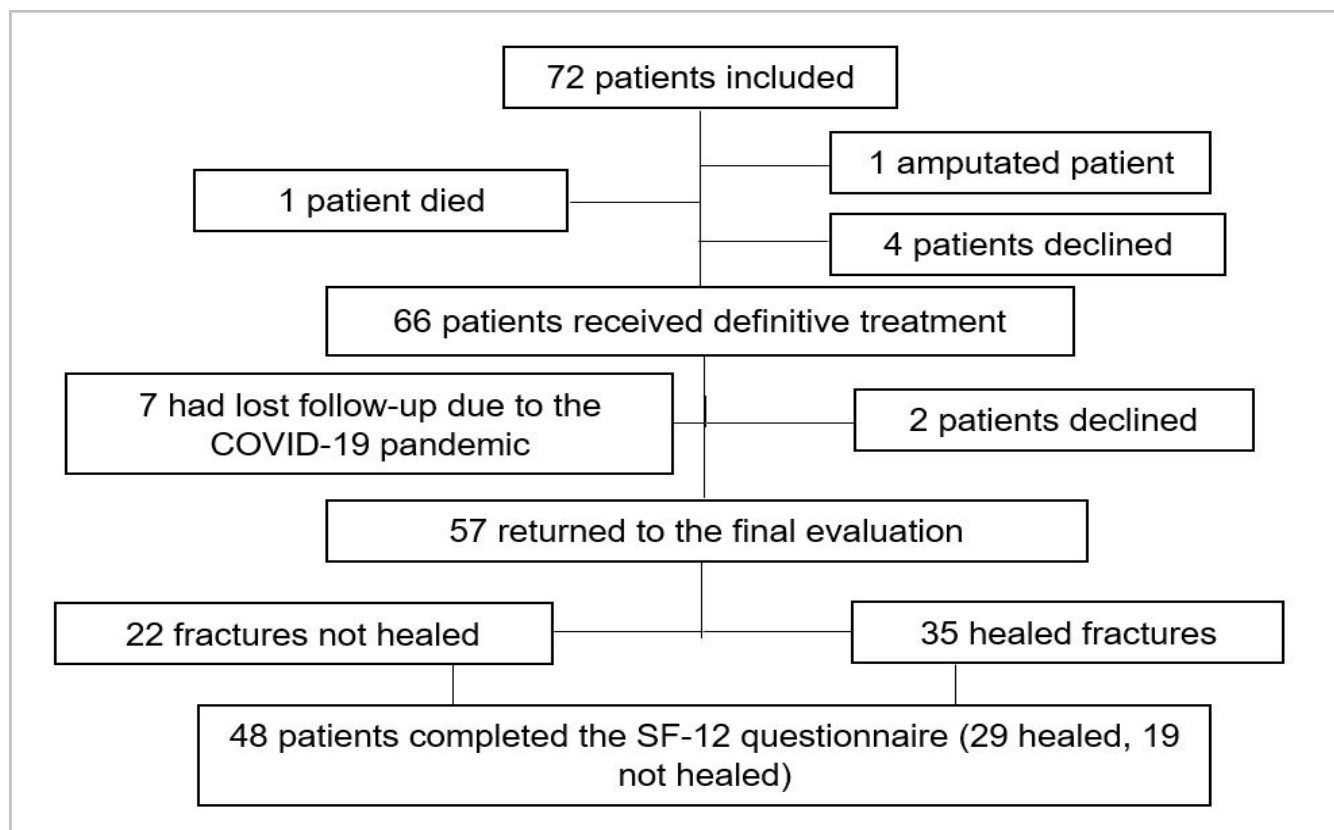 72 patients included
1 amputated patient
1 patient died
4 patients declined
66 patients received definitive treatment
7 had lost follow-up due to the
COVID-19 pandemic
2 patients declined
57 returned to the final evaluation
22 fractures not healed
35 healed fractures
48 patients completed the SF-12 questionnaire (29 healed, 19
not healed)